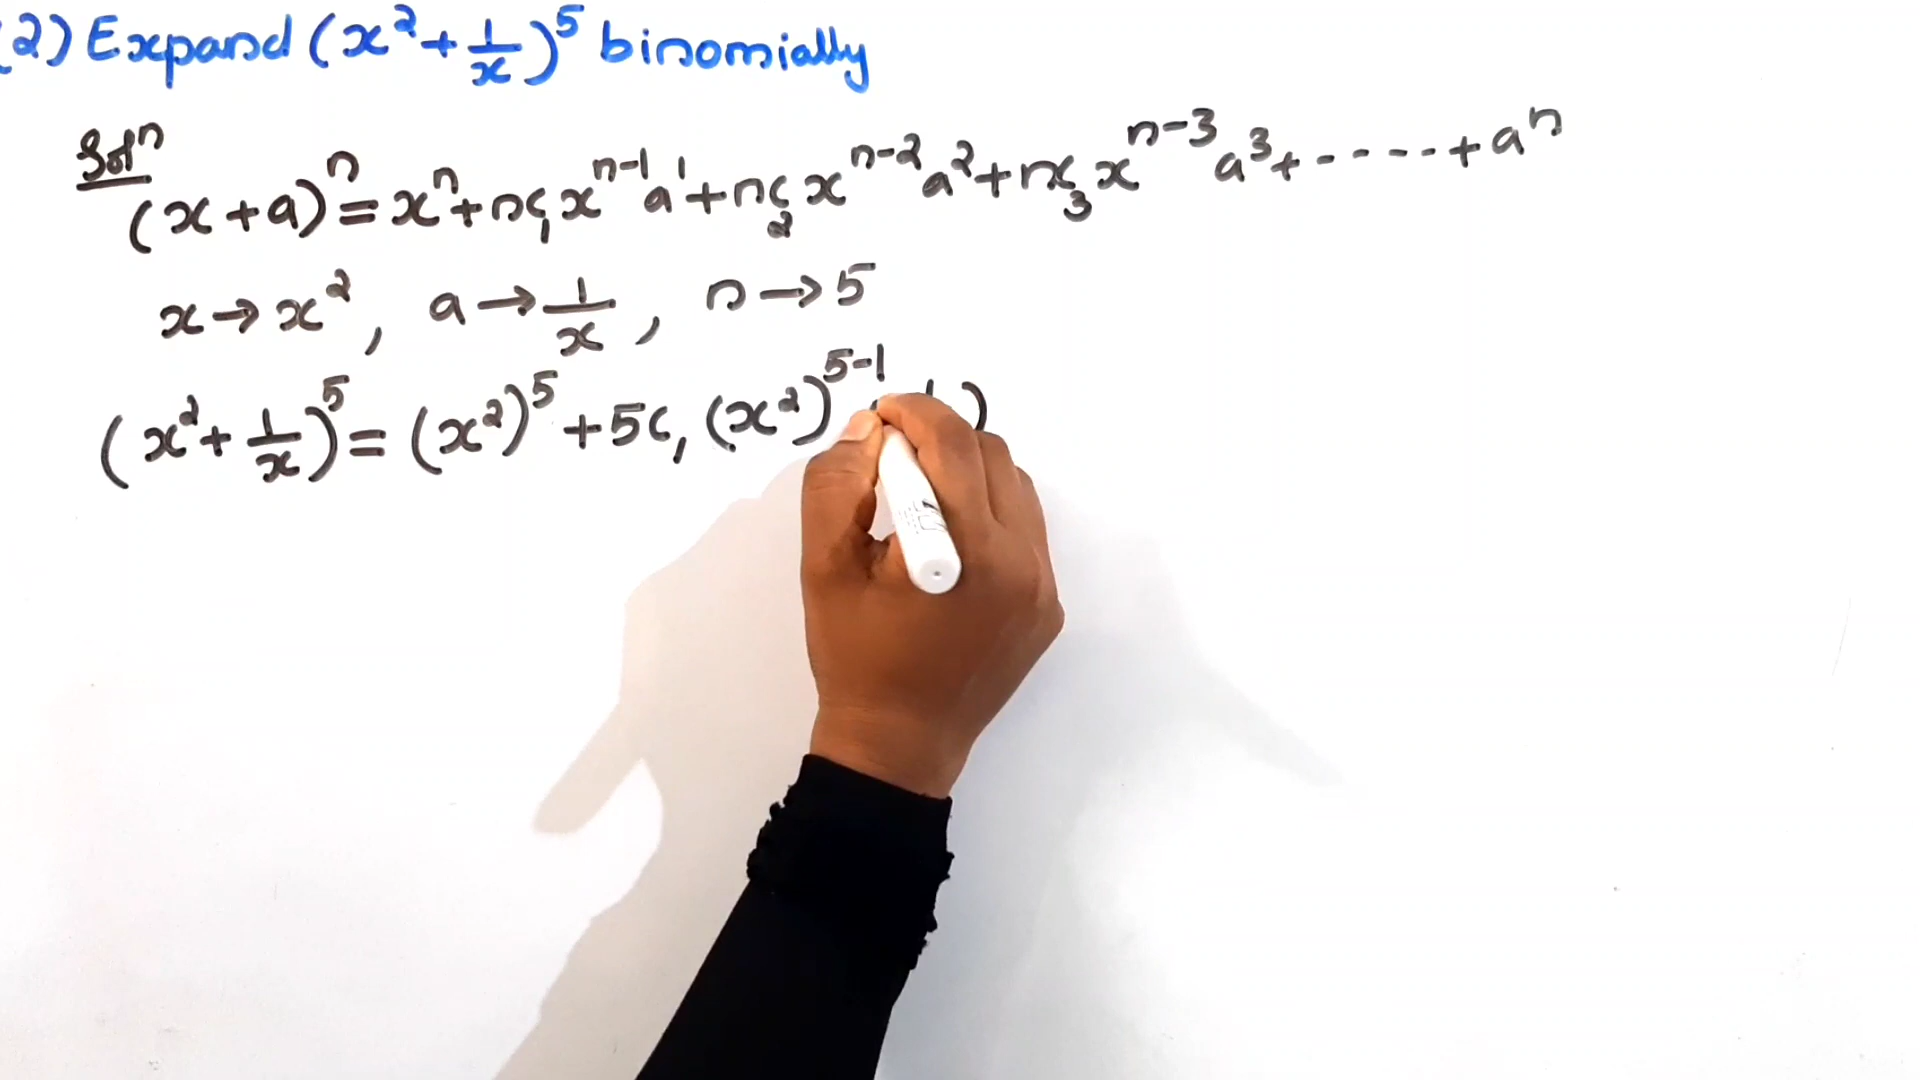 (2) Expand (x² + 1/x)⁵ binomially
Solⁿ
(x + a)ⁿ = xⁿ + nC₁ xⁿ⁻¹ a¹ + nC₂ xⁿ⁻² a² + nC₃ xⁿ⁻³ a³ + ----- + aⁿ
x → x², a → 1/x, n → 5
(x² + 1/x)⁵ = (x²)⁵ + 5C₁ (x²)⁵⁻¹ )